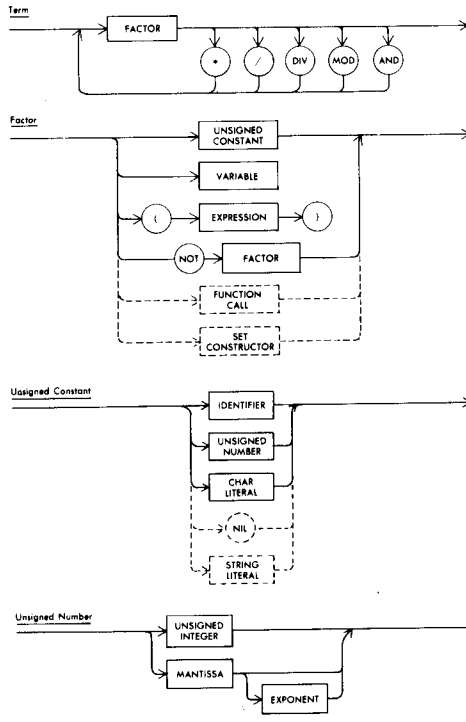 Term
FACTOR
* / DIV MOD AND
Factor
UNSIGNED
CONSTANT
VARIABLE
( EXPRESSION )
NOT FACTOR
FUNCTION
CALL
SET
CONSTRUCTOR
Unsigned Constant
IDENTIFIER
UNSIGNED
NUMBER
CHAR
LITERAL
NIL
STRING
LITERAL
Unsigned Number
UNSIGNED
INTEGER
MANTISSA
EXPONENT